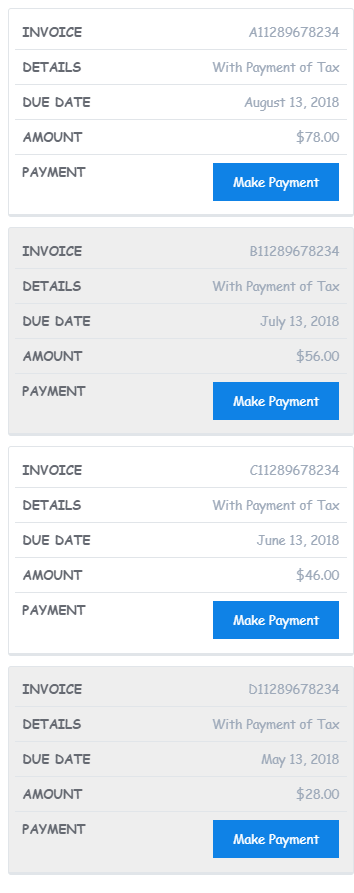 INVOICE A11289678234
DETAILS With Payment of Tax
DUE DATE August 13, 2018
AMOUNT $78.00
PAYMENT Make Payment
INVOICE B11289678234
DETAILS With Payment of Tax
DUE DATE July 13, 2018
AMOUNT $56.00
PAYMENT Make Payment
INVOICE C11289678234
DETAILS With Payment of Tax
DUE DATE June 13, 2018
AMOUNT $46.00
PAYMENT Make Payment
INVOICE D11289678234
DETAILS With Payment of Tax
DUE DATE May 13, 2018
AMOUNT $28.00
PAYMENT Make Payment